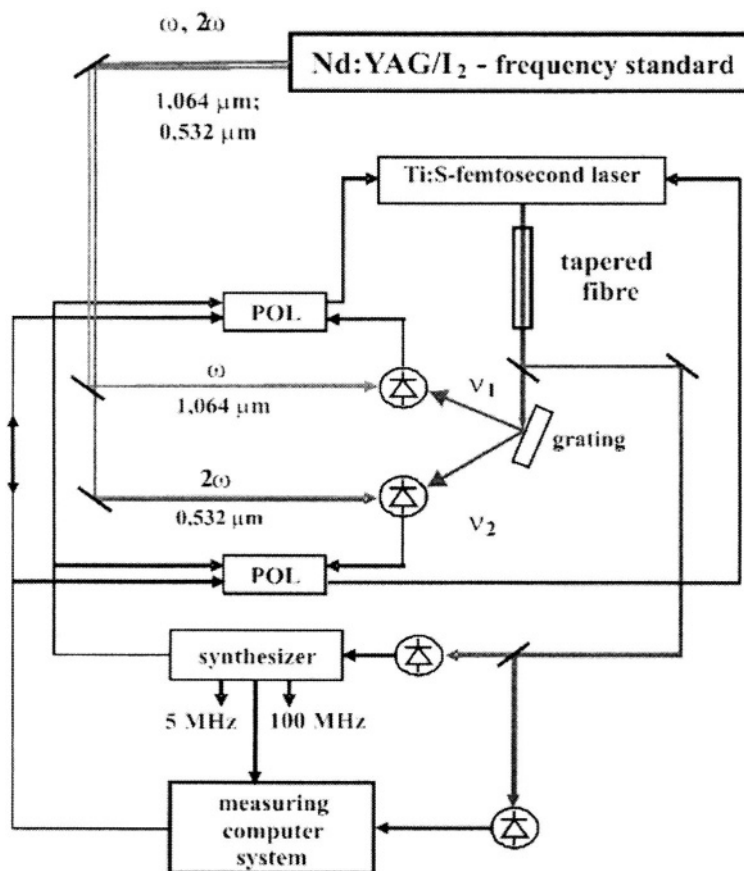 ω, 2ω
Nd:YAG/I₂ - frequency standard
1,064 μm;
0,532 μm
Ti:S-femtosecond laser
tapered
fibre
POL
ω
1,064 μm
ν₁
grating
2ω
0,532 μm
ν₂
POL
synthesizer
5 MHz
100 MHz
measuring
computer
system